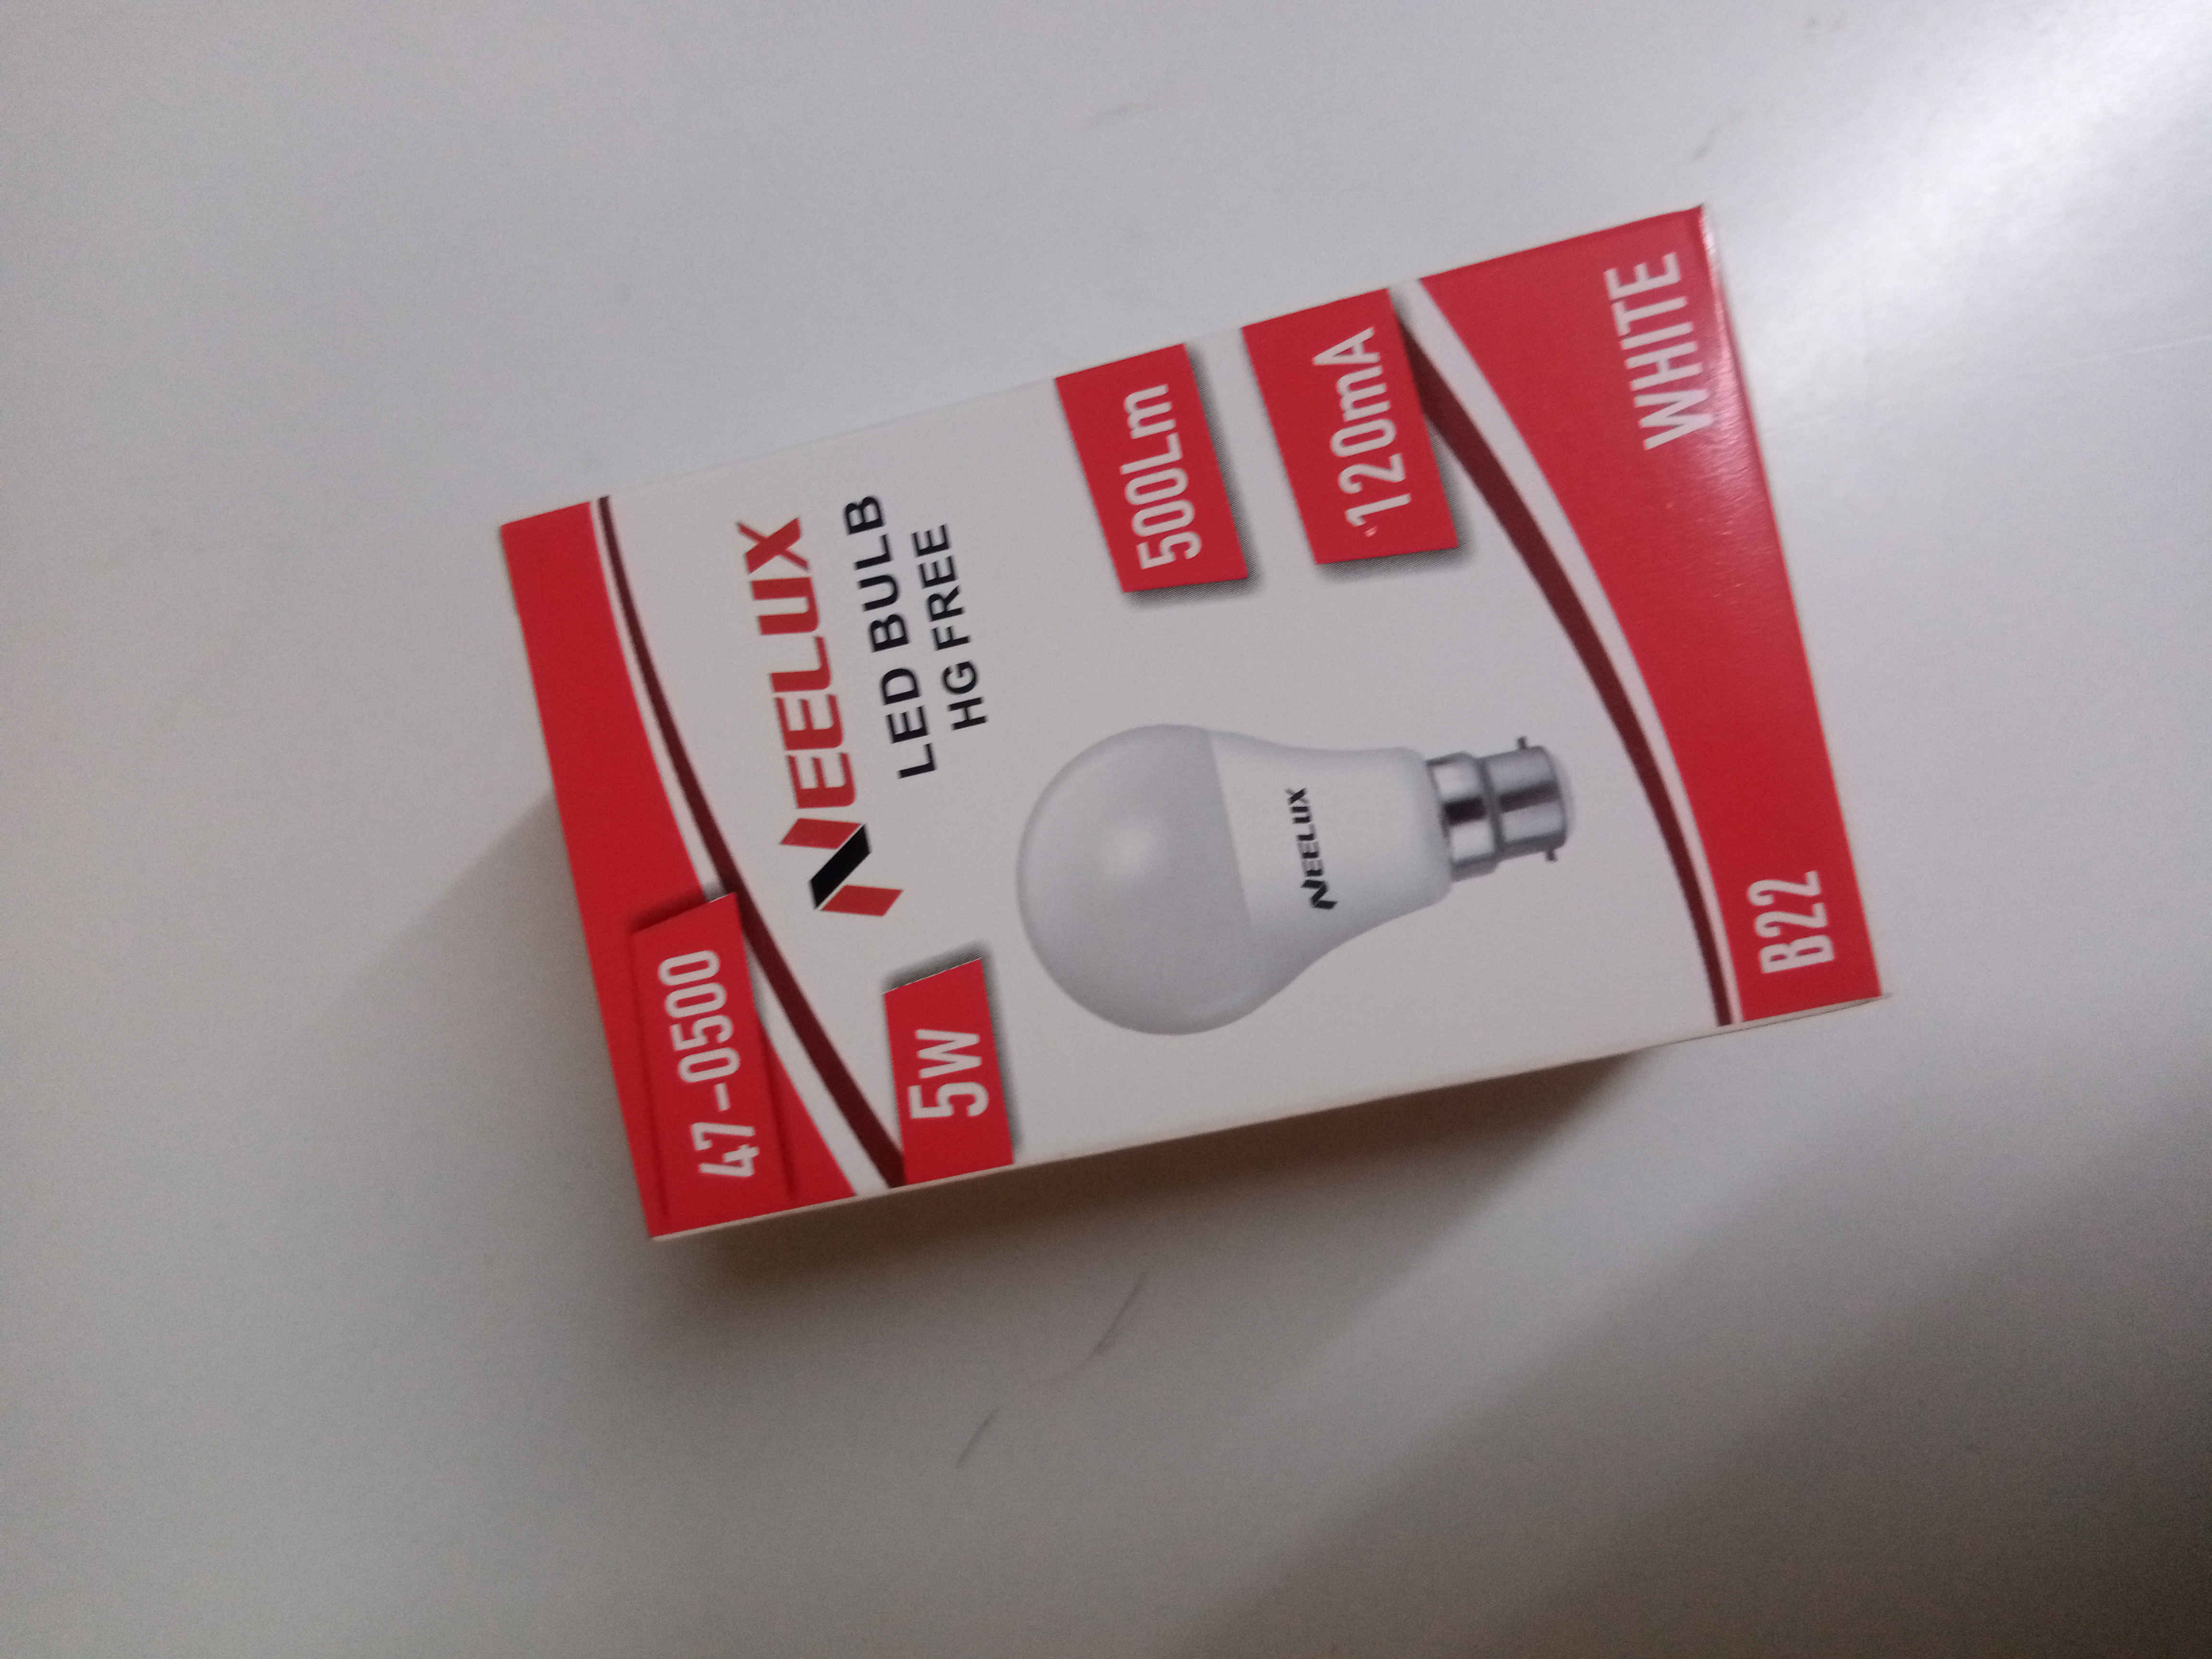 47-0500
NEELUX
LED BULB
HG FREE
5W
500Lm
120mA
NEELUX
B22
WHITE